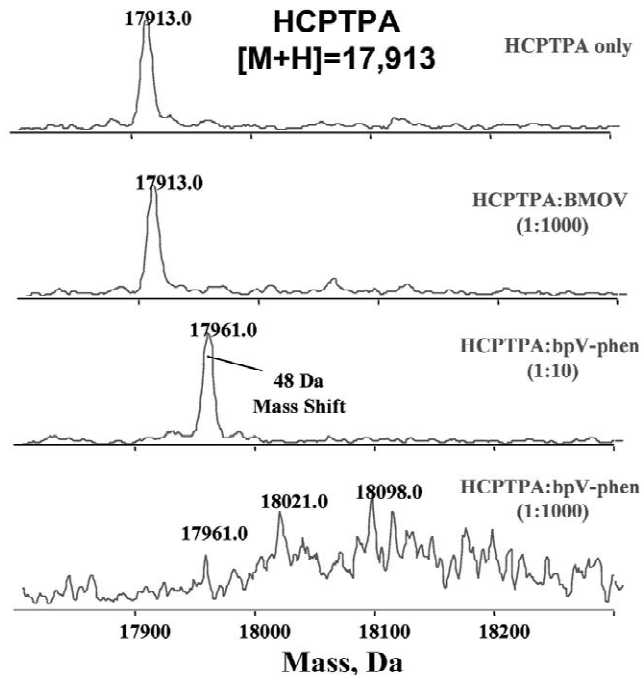 17913.0
HCPTPA
[M+H]=17,913
HCPTPA only
17913.0
HCPTPA:BMOV
(1:1000)
17961.0
48 Da
Mass Shift
HCPTPA:bpV-phen
(1:10)
17961.0
18021.0
18098.0
HCPTPA:bpV-phen
(1:1000)
17900
18000
18100
18200
Mass, Da